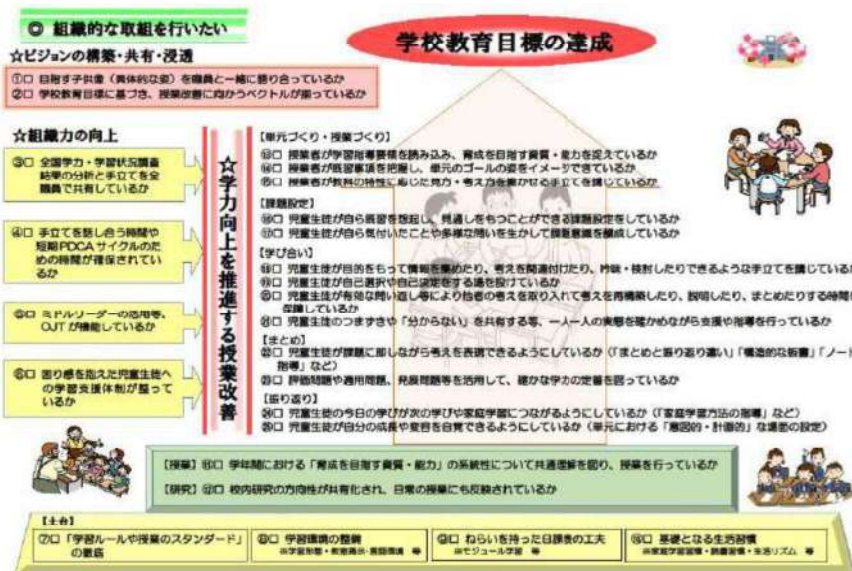 ◎ 組織的な取組を行いたい
学校教育目標の達成
☆ビジョンの構築・共有・浸透
①□ 目指す子供像（具体的な姿）を職員と一緒に語り合っているか
②□ 学校教育目標に基づき、授業改善に向かうベクトルが揃っているか
☆組織力の向上
③□ 全国学力・学習状況調査
結果の分析と手立てを全
職員で共有しているか
④□ 手立てを話し合う時間や
短期PDCAサイクルのた
めの時間が確保されてい
るか
⑤□ ミドルリーダーの活用等、
OJTが機能しているか
⑥□ 困り感を抱えた児童生徒へ
の学習支援体制が整って
いるか
☆学力向上を推進する授業改善
【単元づくり・授業づくり】
⑬□ 授業者が学習指導要領を読み込み、育成を目指す資質・能力を捉えているか
⑭□ 授業者が既習事項を把握し、単元のゴールの姿をイメージできているか
⑮□ 授業者が教科の特性に応じた見方・考え方を働かせる手立てを講じているか
【課題設定】
⑯□ 児童生徒が自ら既習を想起し、見通しをもつことができる課題設定をしているか
⑰□ 児童生徒が自ら気付いたことや多様な問いを生かして課題意識を醸成しているか
【学び合い】
⑱□ 児童生徒が目的をもって情報を集めたり、考えを関連付けたり、吟味・検討したりできるような手立てを講じているか
⑲□ 児童生徒が自己選択や自己決定をする場を設けているか
⑳□ 児童生徒が有効な問い返し等により他者の考えを取り入れて考えを再構築したり、説明したり、まとめたりする時間を
保障しているか
㉑□ 児童生徒のつまずきや「分からない」を共有する等、一人一人の実態を確かめながら支援や指導を行っているか
【まとめ】
㉒□ 児童生徒が課題に即しながら考えを表現できるようにしているか（「まとめと振り返り違い」「構造的な板書」「ノート
指導」など）
㉓□ 評価問題や適用問題、発展問題等を活用して、確かな学力の定着を図っているか
【振り返り】
㉔□ 児童生徒の今日の学びが次の学びや家庭学習につながるようにしているか（「家庭学習方法の指導」など）
㉕□ 児童生徒が自分の成長や変容を自覚できるようにしているか（単元における「意図的・計画的」な場面の設定）
【授業】⑪□ 学年間における「育成を目指す資質・能力」の系統性について共通理解を図り、授業を行っているか
【研究】⑫□ 校内研究の方向性が共有化され、日常の授業にも反映されているか
【土台】
⑦□ 「学習ルールや授業のスタンダード」
の徹底
⑧□ 学習環境の整備
※学習形態・教室掲示・言語環境 等
⑨□ ねらいを持った日課表の工夫
※モジュール学習 等
⑩□ 基礎となる生活習慣
※家庭学習習慣・読書習慣・生活リズム 等